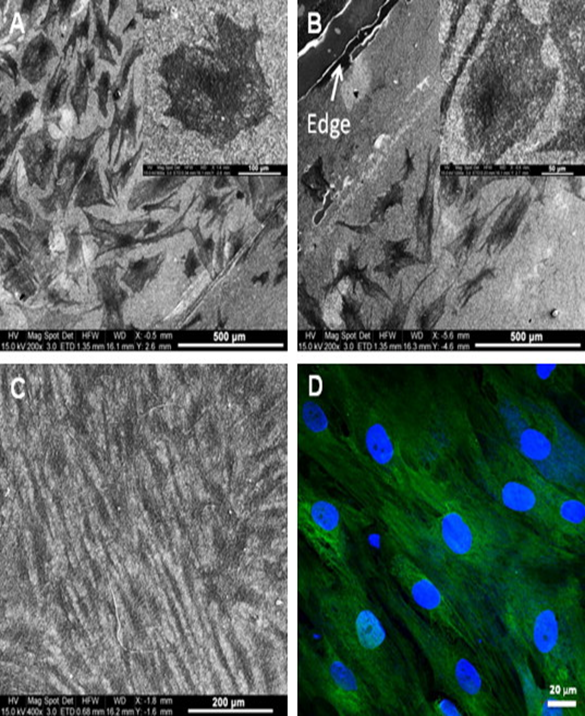 A
100 µm
HV Mag Spot Det HFW WD X: -0.5 mm
15.0 kV 200x 3.0 ETD 1.35 mm 16.1 mm Y: 2.6 mm
500 µm
B
Edge
50 µm
HV Mag Spot Det HFW WD X: -5.6 mm
15.0 kV 200x 3.0 ETD 1.35 mm 16.3 mm Y: -4.6 mm
500 µm
C
HV Mag Spot Det HFW WD X: -1.8 mm
15.0 kV 400x 3.0 ETD 0.68 mm 16.2 mm Y: -1.6 mm
200 µm
D
20 µm